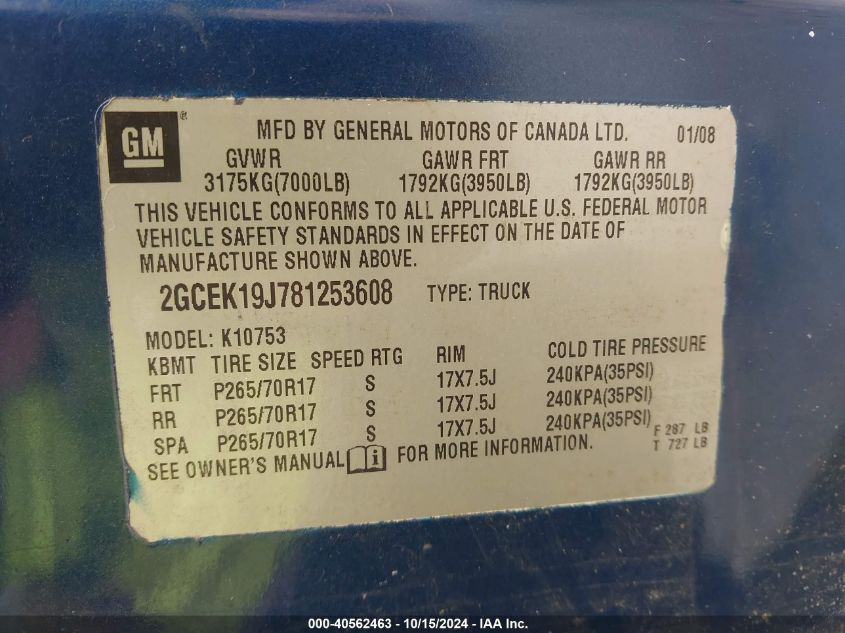 GM ® MFD BY GENERAL MOTORS OF CANADA LTD. 01/08
GVWR GAWR FRT GAWR RR
3175KG(7000LB) 1792KG(3950LB) 1792KG(3950LB)
THIS VEHICLE CONFORMS TO ALL APPLICABLE U.S. FEDERAL MOTOR
VEHICLE SAFETY STANDARDS IN EFFECT ON THE DATE OF
MANUFACTURE SHOWN ABOVE.
2GCEK19J781253608 TYPE: TRUCK
MODEL: K10753
KBMT TIRE SIZE SPEED RTG RIM COLD TIRE PRESSURE
FRT P265/70R17 S 17X7.5J 240KPA(35PSI)
RR P265/70R17 S 17X7.5J 240KPA(35PSI)
SPA P265/70R17 S 17X7.5J 240KPA(35PSI) F 287 LB
SEE OWNER'S MANUAL i FOR MORE INFORMATION. T 727 LB
000-40562463 - 10/15/2024 - IAA Inc.